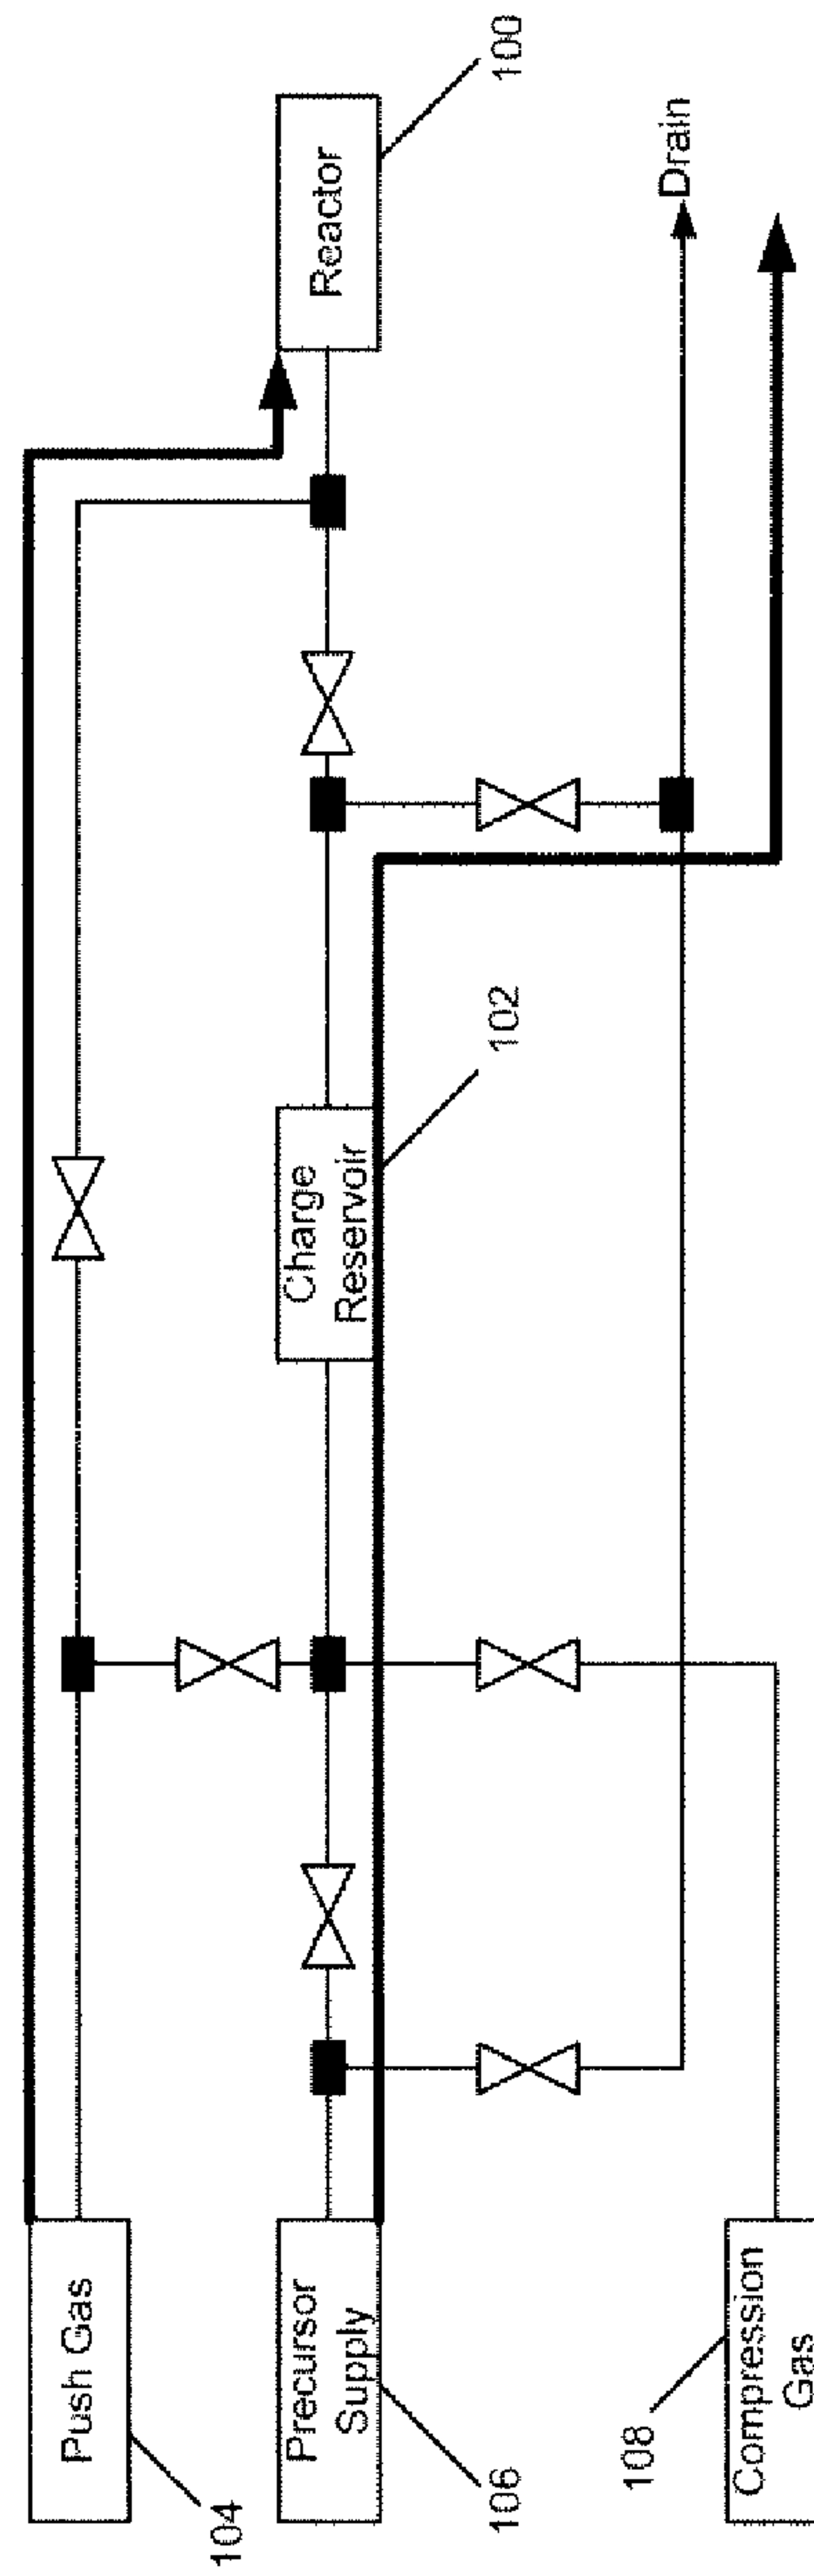 Push Gas
104
Precursor
Supply
106
Compression
Gas
108
Charge
Reservoir
102
Reactor
100
Drain